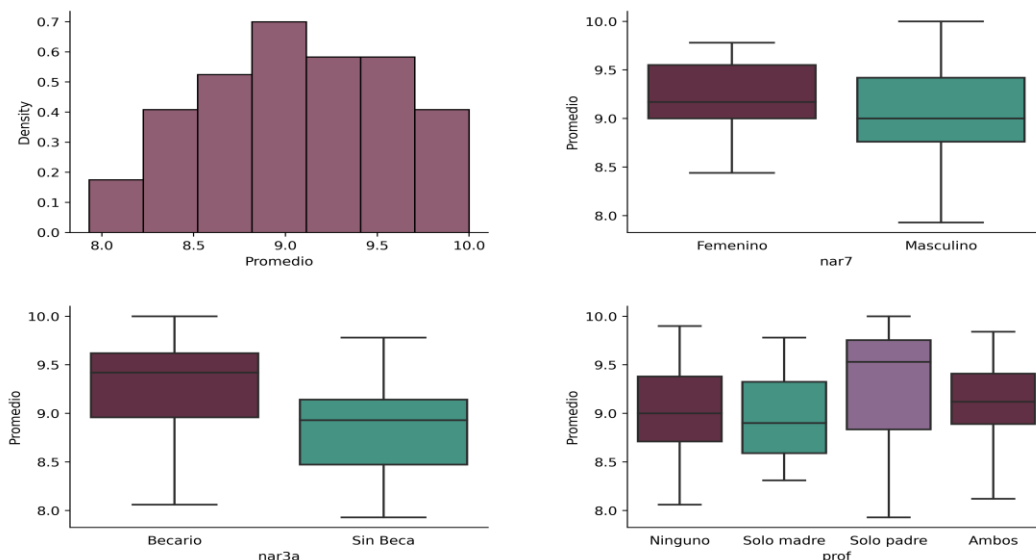 Density
0.7
0.6
0.5
0.4
0.3
0.2
0.1
0.0
8.0 8.5 9.0 9.5 10.0
Promedio
Promedio
10.0
9.5
9.0
8.5
8.0
Femenino Masculino
nar7
Promedio
10.0
9.5
9.0
8.5
8.0
Becario Sin Beca
nar3a
Promedio
10.0
9.5
9.0
8.5
8.0
Ninguno Solo madre Solo padre Ambos
prof